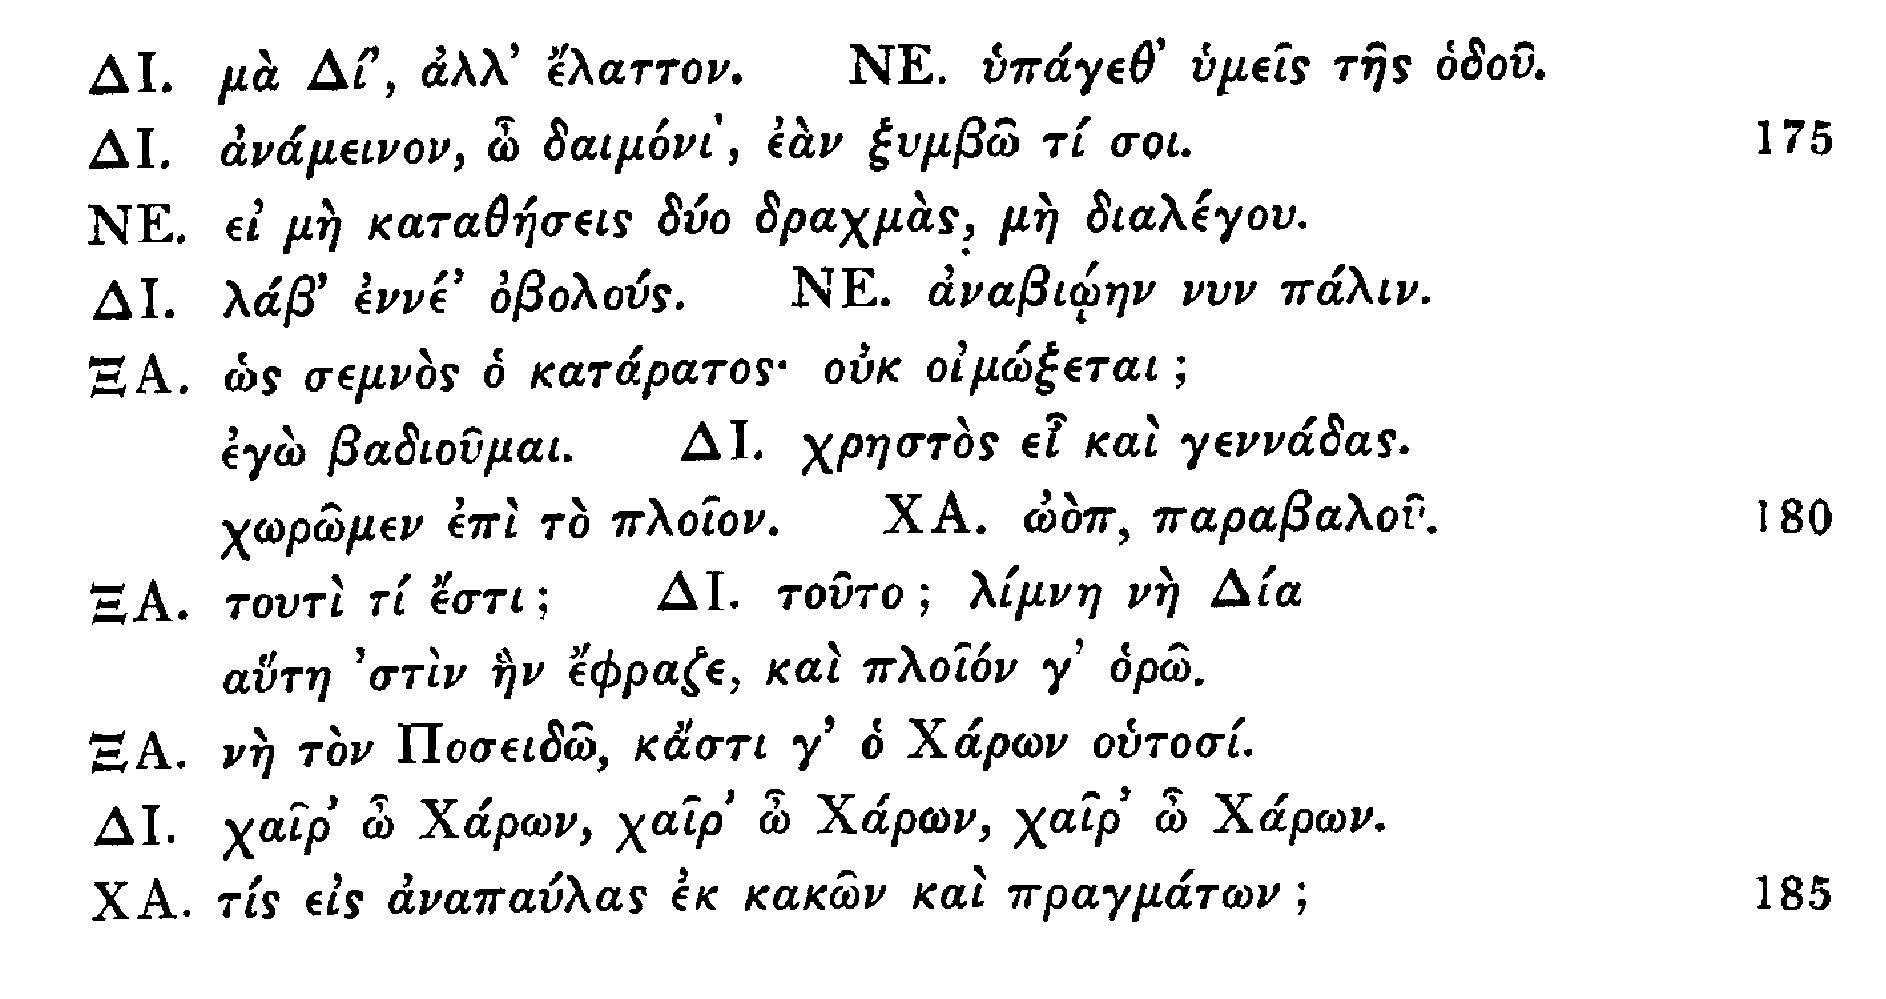 ΔΙ. μὰ Δί’, ἀλλ’ ἔλαττον. ΝΕ. ὑπάγεθ’ ὑμεῖς τῆς ὁδοῦ.
ΔΙ. ἀνάμεινον, ὦ δαιμόνι’, ἐὰν ξυμβῶ τί σοι. 175
ΝΕ. εἰ μὴ καταθήσεις δύο δραχμὰς, μὴ διαλέγου.
ΔΙ. λάβ’ ἐννέ’ ὀβολούς. ΝΕ. ἀναβιῴην νυν πάλιν.
ΞΑ. ὡς σεμνὸς ὁ κατάρατος· οὐκ οἰμώξεται;
ἐγὼ βαδιοῦμαι. ΔΙ. χρηστὸς εἶ καὶ γεννάδας.
χωρῶμεν ἐπὶ τὸ πλοῖον. ΧΑ. ὠὸπ, παραβαλοῦ. 180
ΞΑ. τουτὶ τί ἔστι; ΔΙ. τοῦτο; λίμνη νὴ Δία
αὕτη ’στὶν ἣν ἔφραζε, καὶ πλοῖόν γ’ ὁρῶ.
ΞΑ. νὴ τὸν Ποσειδῶ, κἄστι γ’ ὁ Χάρων οὑτοσί.
ΔΙ. χαῖρ’ ὦ Χάρων, χαῖρ’ ὦ Χάρων, χαῖρ’ ὦ Χάρων.
ΧΑ. τίς εἰς ἀναπαύλας ἐκ κακῶν καὶ πραγμάτων; 185